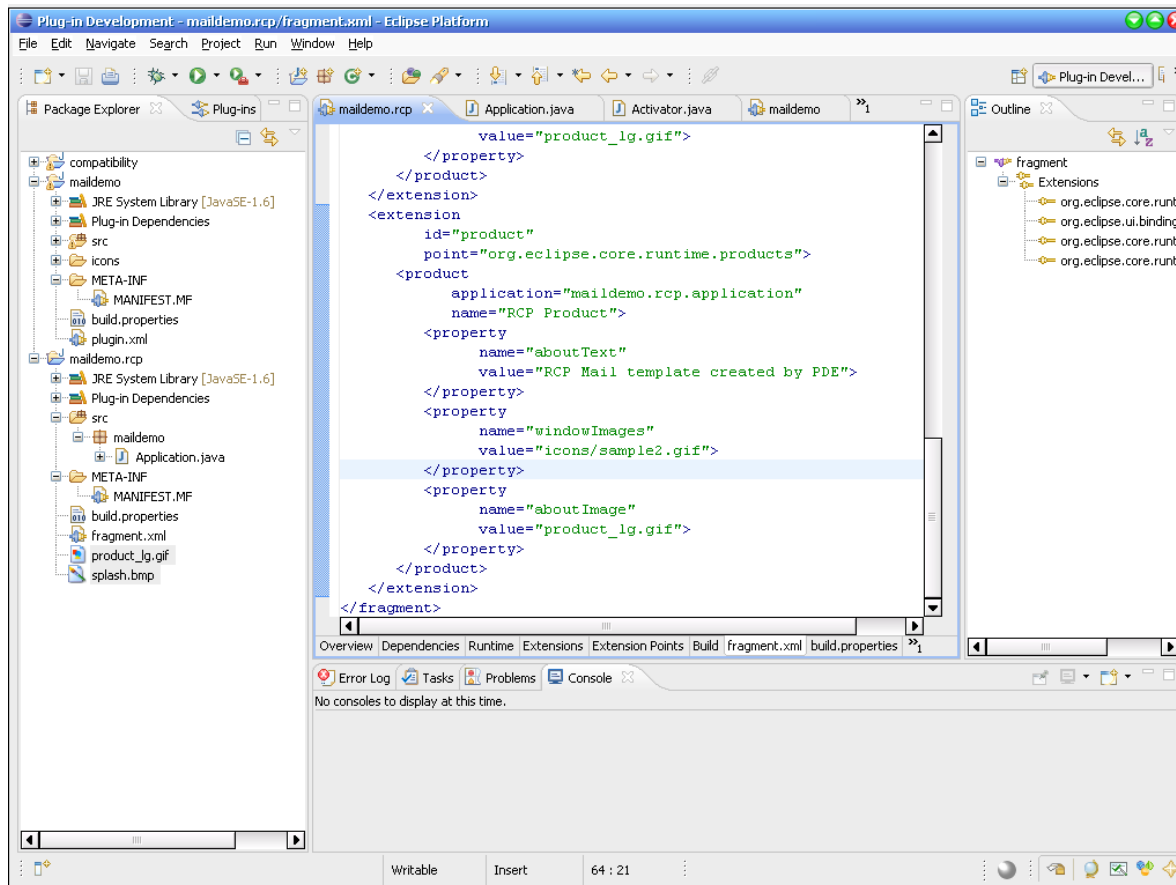 Plug-in Development - maildemo.rcp/fragment.xml - Eclipse Platform
File Edit Navigate Search Project Run Window Help
Plug-in Devel...
Package Explorer Plug-ins
compatibility
maildemo
JRE System Library [JavaSE-1.6]
Plug-in Dependencies
src
icons
META-INF
MANIFEST.MF
build.properties
plugin.xml
maildemo.rcp
JRE System Library [JavaSE-1.6]
Plug-in Dependencies
src
maildemo
Application.java
META-INF
MANIFEST.MF
build.properties
fragment.xml
product_lg.gif
splash.bmp
maildemo.rcp Application.java Activator.java maildemo »1
value="product_lg.gif">
</property>
</product>
</extension>
<extension
id="product"
point="org.eclipse.core.runtime.products">
<product
application="maildemo.rcp.application"
name="RCP Product">
<property
name="aboutText"
value="RCP Mail template created by PDE">
</property>
<property
name="windowImages"
value="icons/sample2.gif">
</property>
<property
name="aboutImage"
value="product_lg.gif">
</property>
</product>
</extension>
</fragment>
Overview Dependencies Runtime Extensions Extension Points Build fragment.xml build.properties »1
Outline
fragment
Extensions
org.eclipse.core.runt
org.eclipse.ui.binding
org.eclipse.core.runt
org.eclipse.core.runt
Error Log Tasks Problems Console
No consoles to display at this time.
Writable Insert 64 : 21